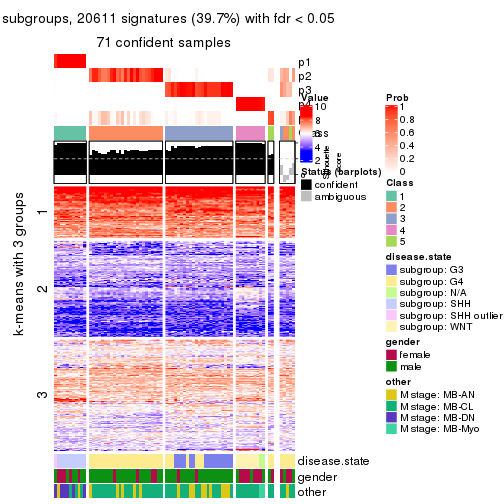 subgroups, 20611 signatures (39.7%) with fdr < 0.05
71 confident samples
p1
p2
p3
Value
10
8
6
4
2
Prob
1
0.8
0.6
0.4
0.2
0
Silhouette
score
Status (barplots)
confident
ambiguous
Class
1
2
3
4
5
k-means with 3 groups
1
2
3
disease.state
subgroup: G3
subgroup: G4
subgroup: N/A
subgroup: SHH
subgroup: SHH outlier
subgroup: WNT
gender
female
male
other
M stage: MB-AN
M stage: MB-CL
M stage: MB-DN
M stage: MB-Myo
disease.state
gender
other